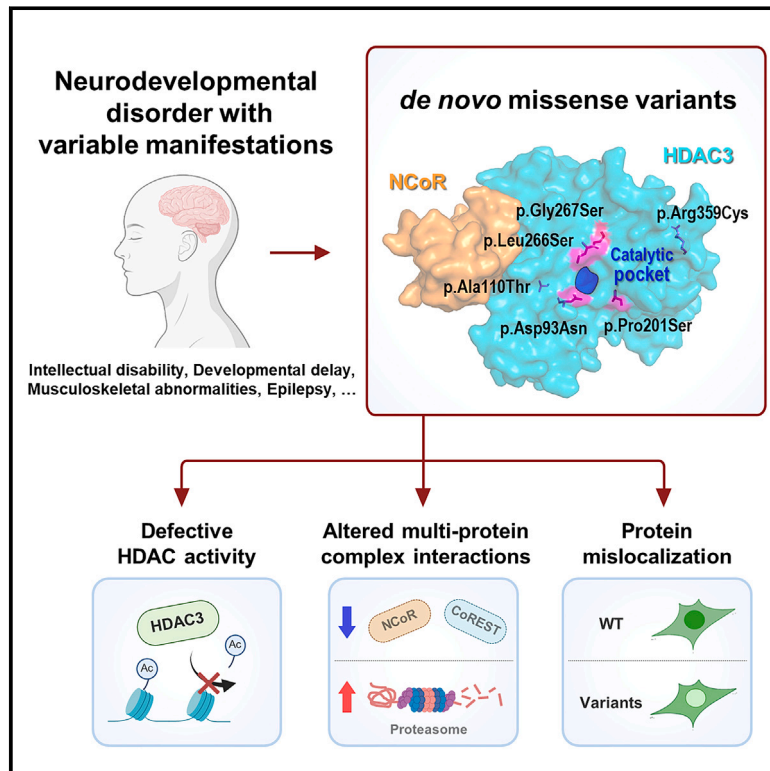 Neurodevelopmental
disorder with
variable manifestations
Intellectual disability, Developmental delay,
Musculoskeletal abnormalities, Epilepsy, ...
de novo missense variants
NCoR
HDAC3
p.Gly267Ser
p.Arg359Cys
p.Leu266Ser
Catalytic
pocket
p.Ala110Thr
p.Asp93Asn
p.Pro201Ser
Defective
HDAC activity
HDAC3
Ac
Ac
Altered multi-protein
complex interactions
NCoR
CoREST
Proteasome
Protein
mislocalization
WT
Variants